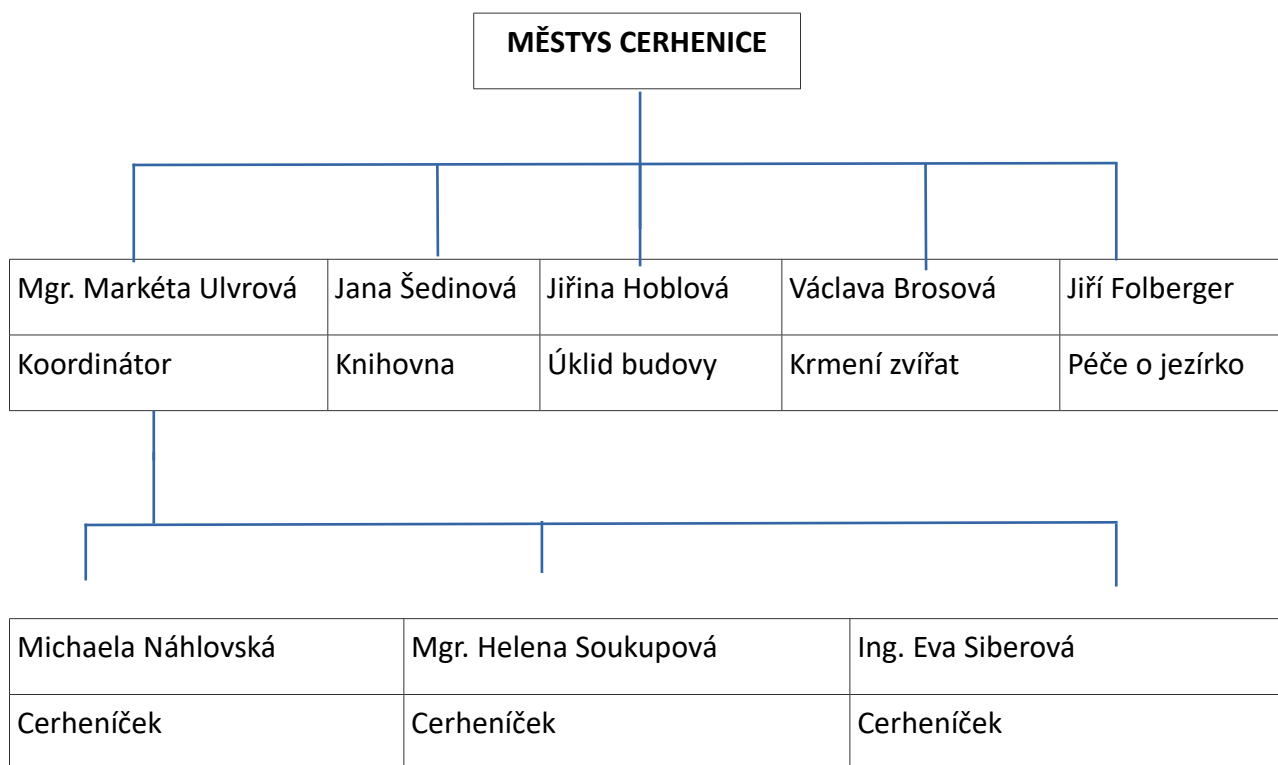 MĚSTYS CERHENICE
Mgr. Markéta Ulvrová
Jana Šedinová
Jiřina Hoblová
Václava Brosová
Jiří Folberger
Koordinátor
Knihovna
Úklid budovy
Krmení zvířat
Péče o jezírko
Michaela Náhlovská
Mgr. Helena Soukupová
Ing. Eva Siberová
Cerheníček
Cerheníček
Cerheníček